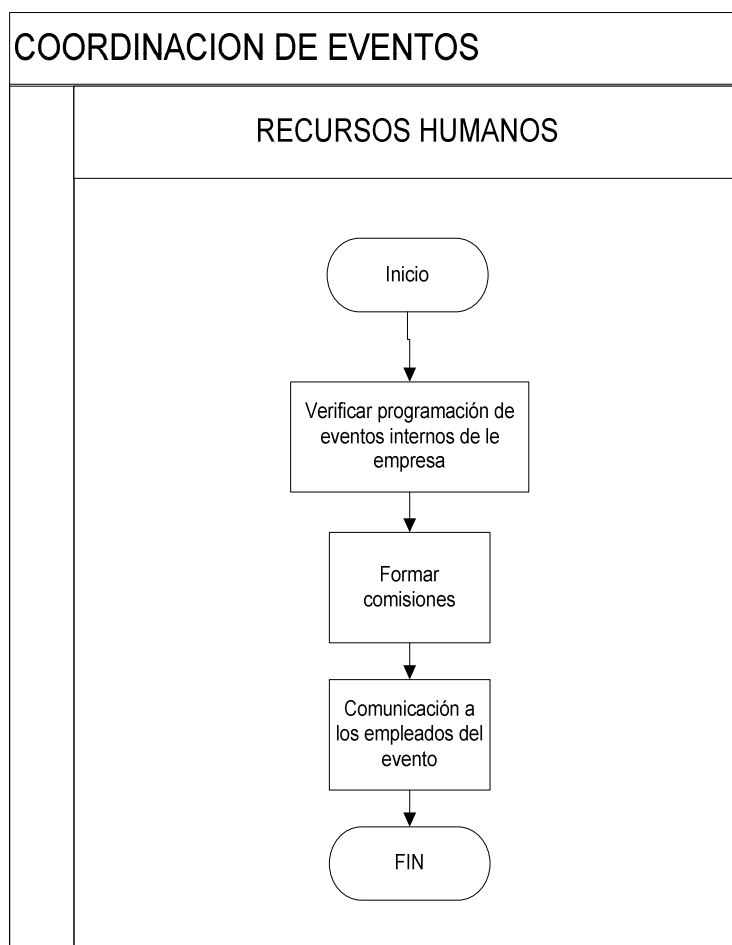 COORDINACION DE EVENTOS
RECURSOS HUMANOS
Inicio
Verificar programación de
eventos internos de le
empresa
Formar
comisiones
Comunicación a
los empleados del
evento
FIN